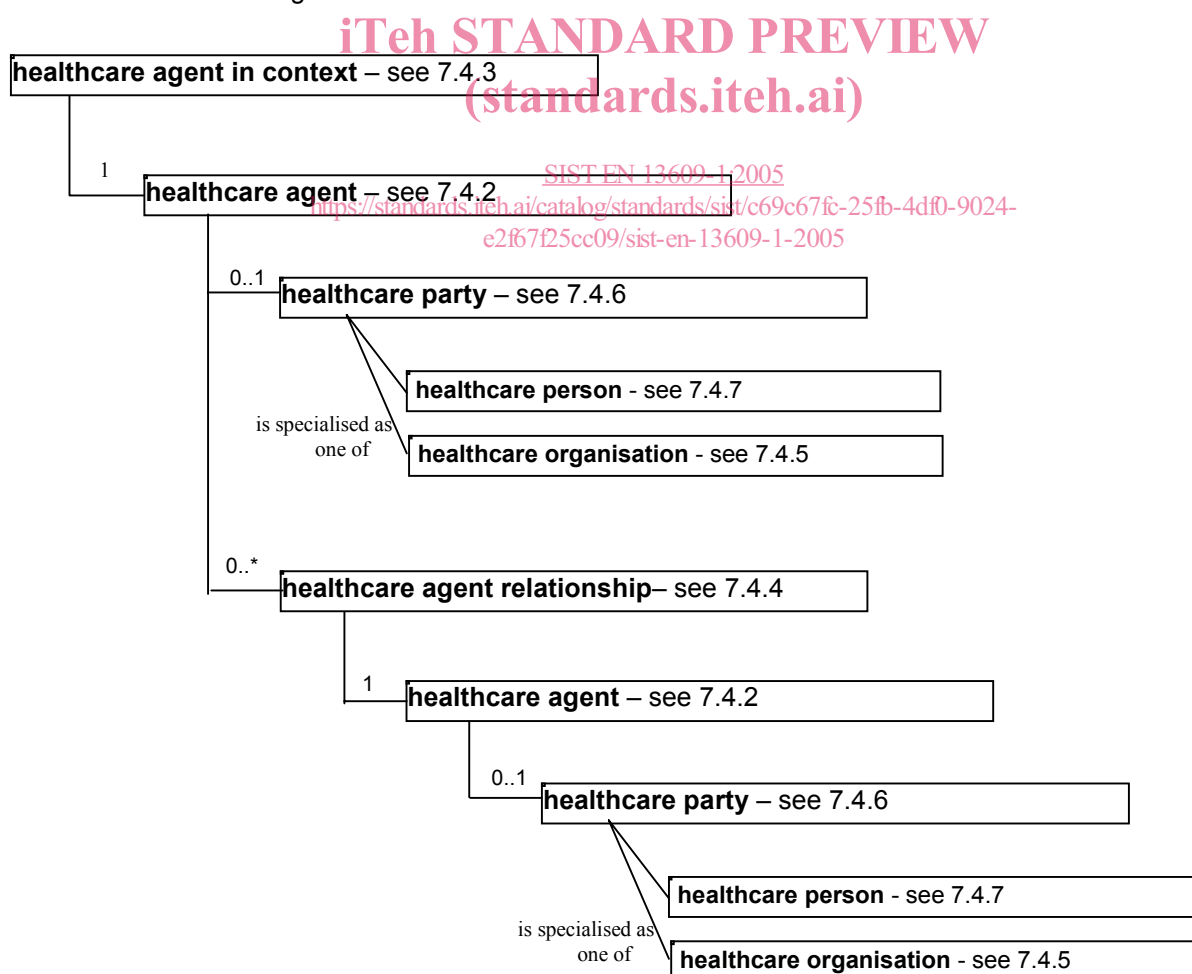 iTeh STANDARD PREVIEW
healthcare agent in context – see 7.4.3
(standards.iteh.ai)
1
SIST EN 13609-1:2005
healthcare agent – see 7.4.2
https://standards.iteh.ai/catalog/standards/sist/c69c67fc-25fb-4df0-9024-
e2f67f25cc09/sist-en-13609-1-2005
0..1
healthcare party – see 7.4.6
healthcare person - see 7.4.7
is specialised as
one of
healthcare organisation - see 7.4.5
0..*
healthcare agent relationship– see 7.4.4
1
healthcare agent – see 7.4.2
0..1
healthcare party – see 7.4.6
healthcare person - see 7.4.7
is specialised as
one of
healthcare organisation - see 7.4.5